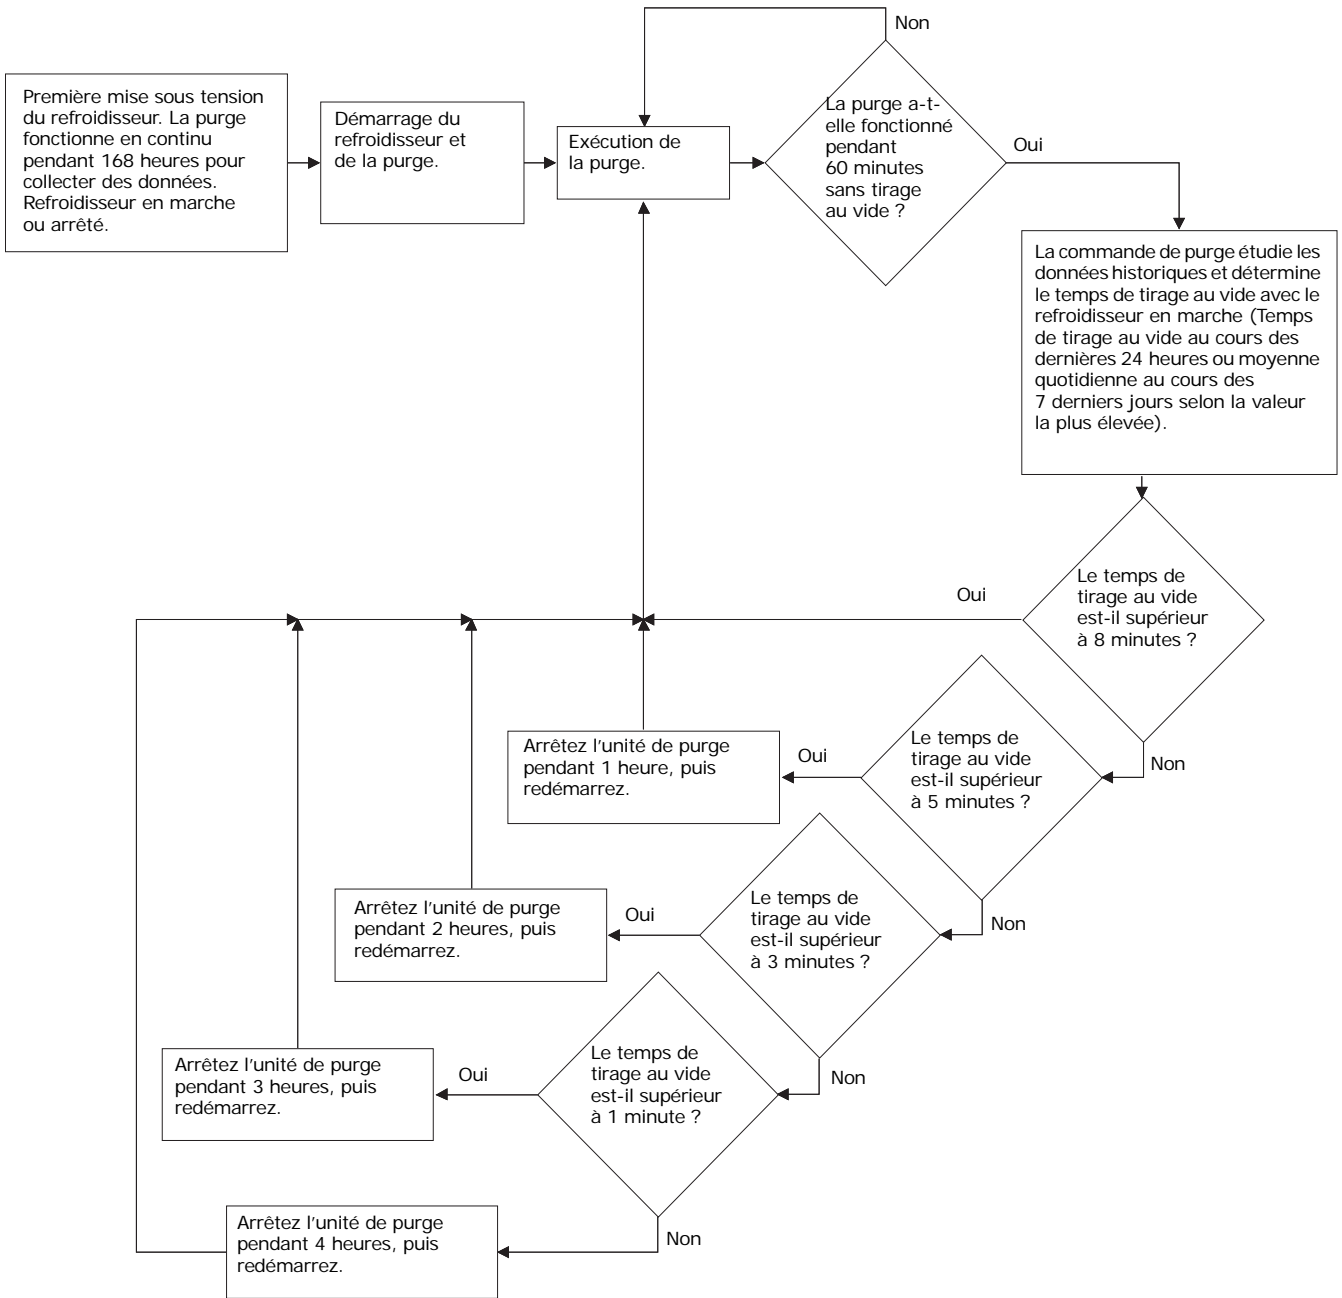 Non
Première mise sous tension
du refroidisseur. La purge
fonctionne en continu
pendant 168 heures pour
collecter des données.
Refroidisseur en marche
ou arrêté.
Démarrage du
refroidisseur et
de la purge.
Exécution de
la purge.
La purge a-t-
elle fonctionné
pendant
60 minutes
sans tirage
au vide ?
Oui
La commande de purge étudie les
données historiques et détermine
le temps de tirage au vide avec le
refroidisseur en marche (Temps
de tirage au vide au cours des
dernières 24 heures ou moyenne
quotidienne au cours des
7 derniers jours selon la valeur
la plus élevée).
Le temps de
tirage au vide
est-il supérieur
à 8 minutes ?
Oui
Non
Le temps de
tirage au vide
est-il supérieur
à 5 minutes ?
Oui
Arrêtez l'unité de purge
pendant 1 heure, puis
redémarrez.
Non
Le temps de
tirage au vide
est-il supérieur
à 3 minutes ?
Oui
Arrêtez l'unité de purge
pendant 2 heures, puis
redémarrez.
Non
Le temps de
tirage au vide
est-il supérieur
à 1 minute ?
Oui
Arrêtez l'unité de purge
pendant 3 heures, puis
redémarrez.
Non
Arrêtez l'unité de purge
pendant 4 heures, puis
redémarrez.